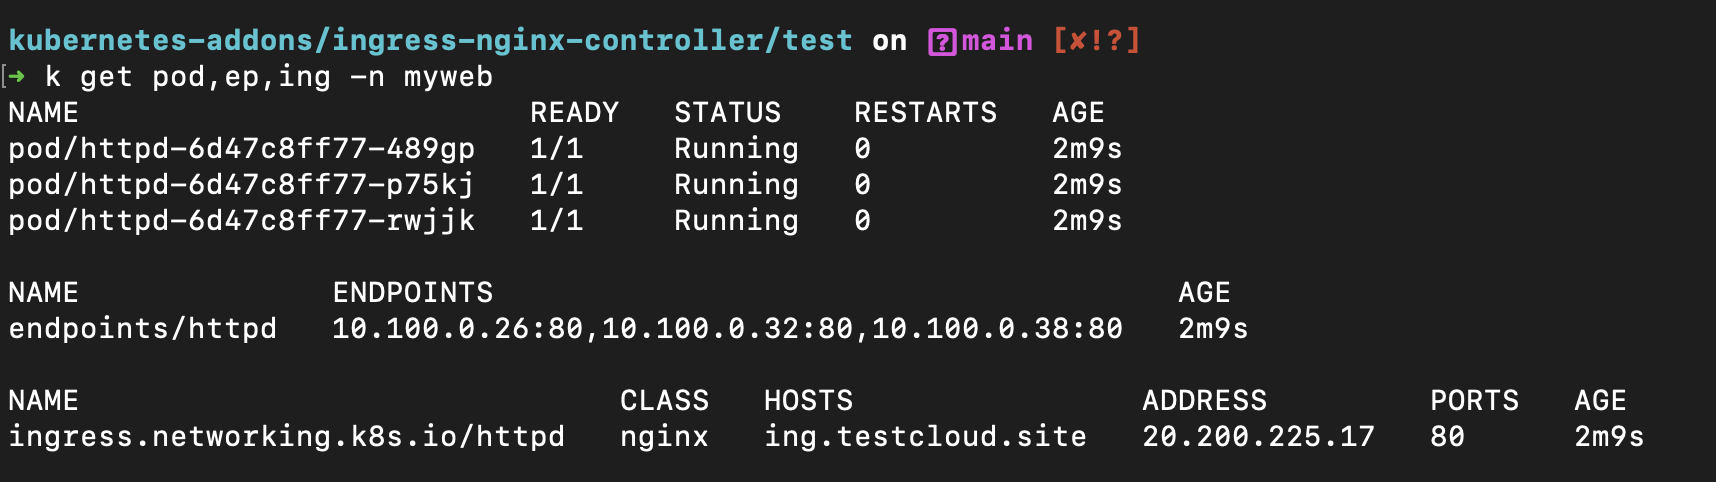 kubernetes-addons/ingress-nginx-controller/test on ?main [✘!?]
[➜ k get pod,ep,ing -n myweb
NAME READY STATUS RESTARTS AGE
pod/httpd-6d47c8ff77-489gp 1/1 Running 0 2m9s
pod/httpd-6d47c8ff77-p75kj 1/1 Running 0 2m9s
pod/httpd-6d47c8ff77-rwjjk 1/1 Running 0 2m9s
NAME ENDPOINTS AGE
endpoints/httpd 10.100.0.26:80,10.100.0.32:80,10.100.0.38:80 2m9s
NAME CLASS HOSTS ADDRESS PORTS AGE
ingress.networking.k8s.io/httpd nginx ing.testcloud.site 20.200.225.17 80 2m9s